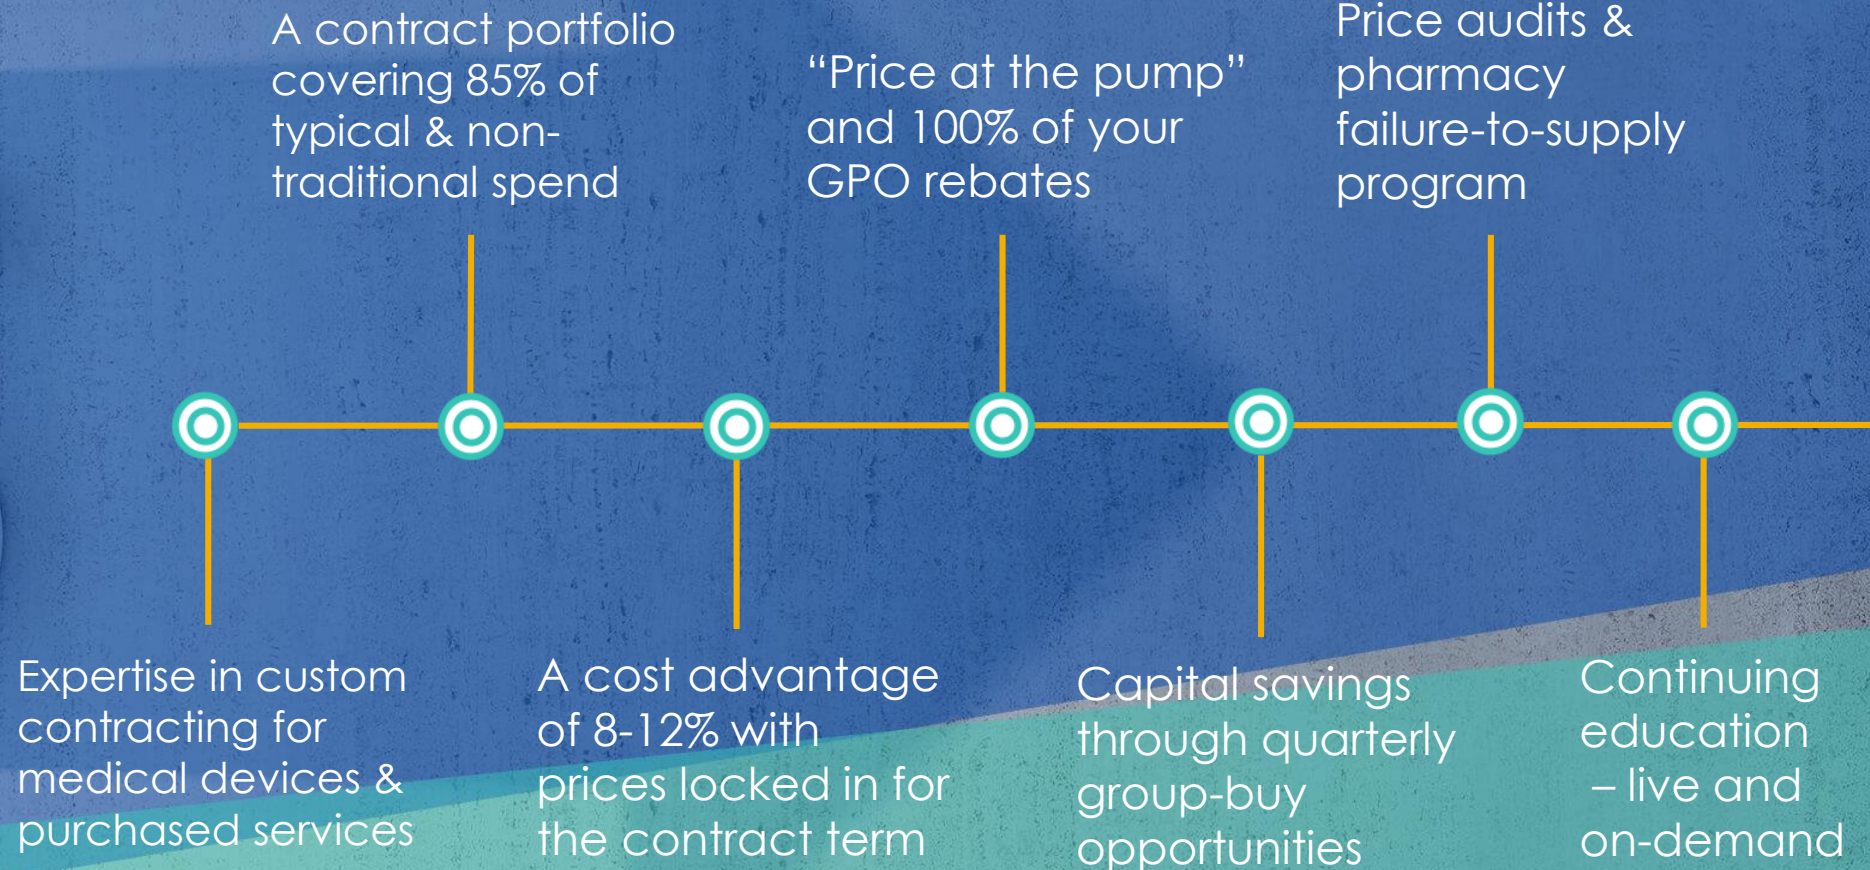 A contract portfolio
covering 85% of
typical & non-
traditional spend
“Price at the pump”
and 100% of your
GPO rebates
Price audits &
pharmacy
failure-to-supply
program
Expertise in custom
contracting for
medical devices &
purchased services
A cost advantage
of 8-12% with
prices locked in for
the contract term
Capital savings
through quarterly
group-buy
opportunities
Continuing
education
– live and
on-demand